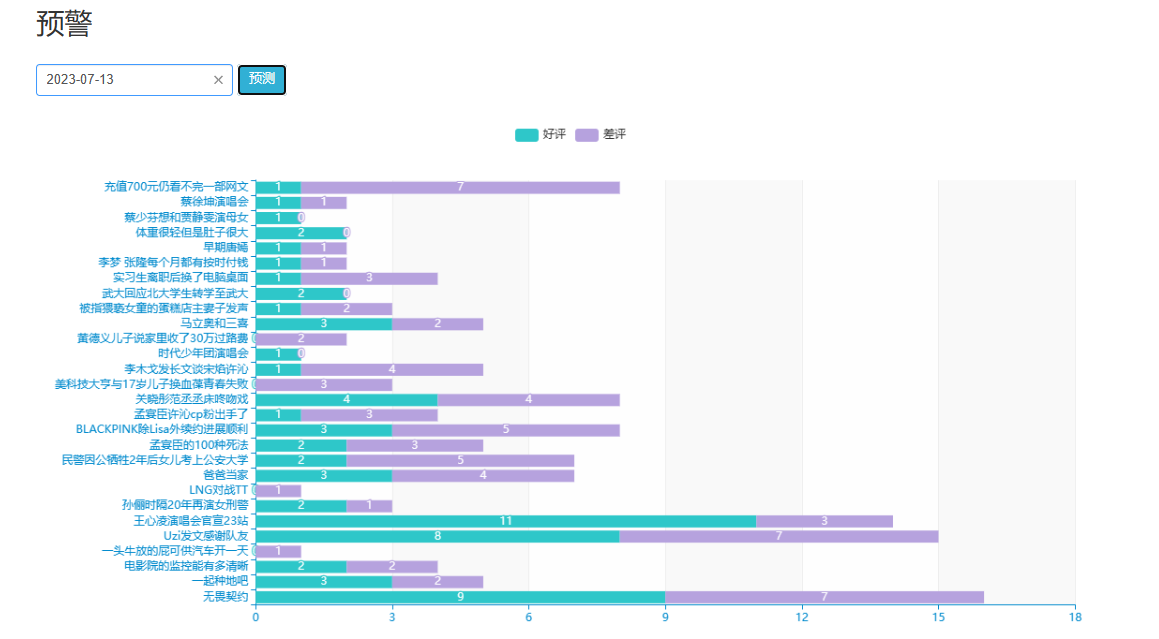 预警
2023-07-13 × 预测
好评 差评
充值700元仍看不完一部网文 1 7
蔡徐坤演唱会 1 1
蔡少芬想和贾静雯演母女 1 0
体重很轻但是肚子很大 2 0
早期唐嫣 1 1
李梦 张隆每个月都有按时付钱 1 1
实习生离职后换了电脑桌面 1 3
武大回应北大学生转学至武大 2 0
被指猥亵女童的蛋糕店主妻子发声 1 2
马立奥和三喜 3 2
黄德义儿子说家里收了30万过路费 0 2
时代少年团演唱会 1 0
李木戈发长文谈宋焰许沁 1 4
美科技大亨与17岁儿子换血葆青春失败 0 3
关晓彤范丞丞床咚吻戏 4 4
孟宴臣许沁cp粉出手了 1 3
BLACKPINK除Lisa外续约进展顺利 3 5
孟宴臣的100种死法 2 3
民警因公牺牲2年后女儿考上公安大学 2 5
爸爸当家 3 4
LNG对战TT 0 1
孙俪时隔20年再演女刑警 2 1
王心凌演唱会官宣23站 11 3
Uzi发文感谢队友 8 7
一头牛放的屁可供汽车开一天 0 1
电影院的监控能有多清晰 2 2
一起种地吧 3 2
无畏契约 9 7
0 3 6 9 12 15 18